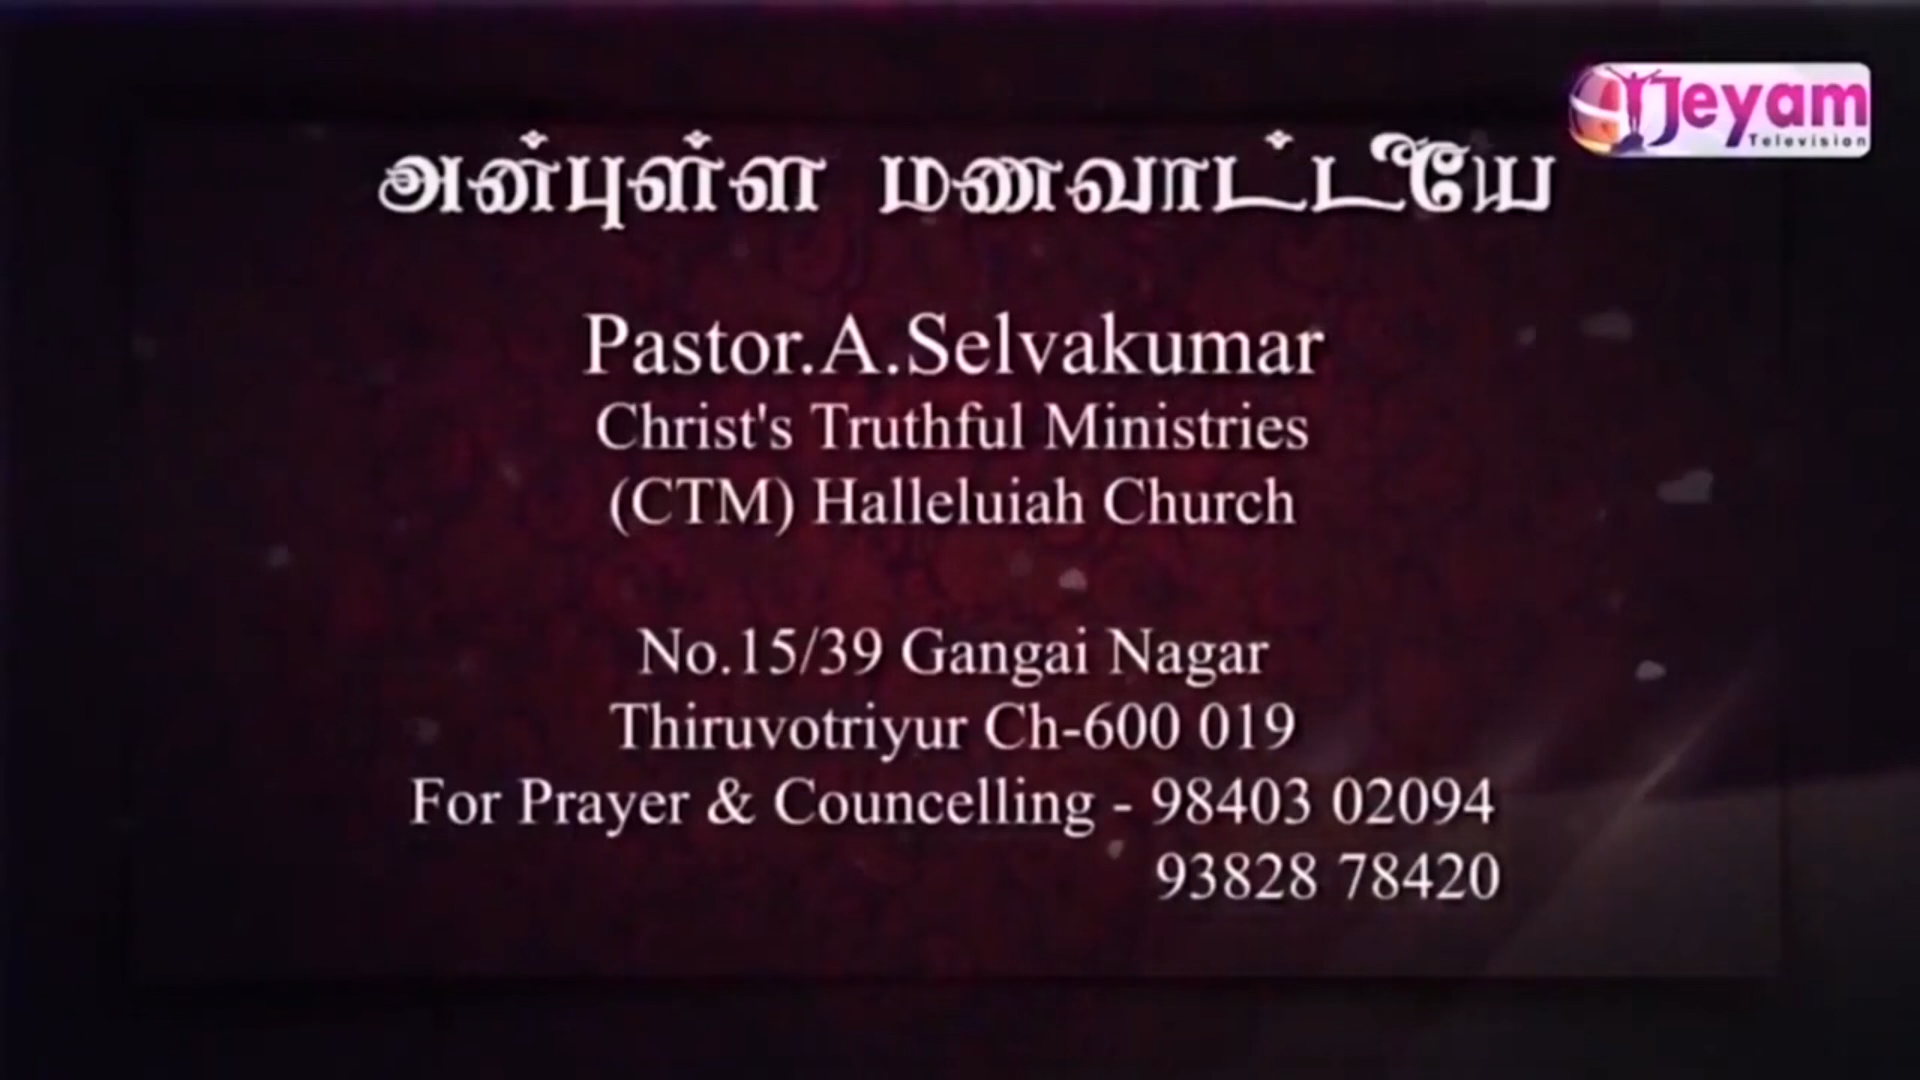 அன்புள்ள மணவாட்டியே
Jeyam
Television
Pastor.A.Selvakumar
Christ's Truthful Ministries
(CTM) Halleluiah Church
No.15/39 Gangai Nagar
Thiruvotriyur Ch-600 019
For Prayer & Councelling - 98403 02094
93828 78420